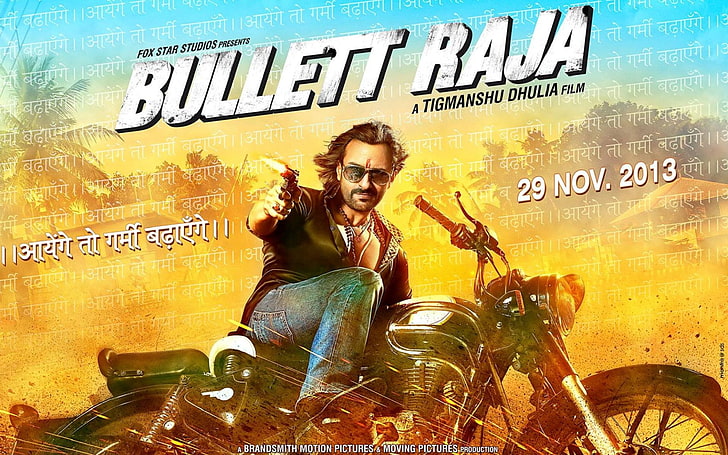 FOX STAR STUDIOS PRESENTS
BULLETT RAJA
A TIGMANSHU DHULIA FILM
29 NOV. 2013
।।आयेंगे तो गर्मी बढ़ाएँगे।।
A BRANDSMITH MOTION PICTURES & MOVING PICTURES PRODUCTION